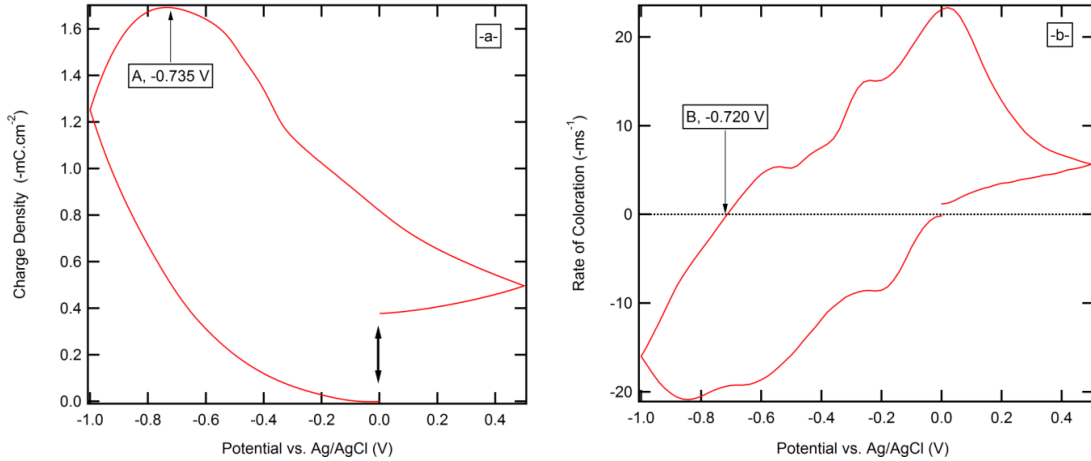 -a-
A, -0.735 V
Charge Density (-mC.cm-2)
1.6
1.4
1.2
1.0
0.8
0.6
0.4
0.2
0.0
-1.0 -0.8 -0.6 -0.4 -0.2 0.0 0.2 0.4
Potential vs. Ag/AgCl (V)
-b-
B, -0.720 V
Rate of Coloration (-ms-1)
20
10
0
-10
-20
-1.0 -0.8 -0.6 -0.4 -0.2 0.0 0.2 0.4
Potential vs. Ag/AgCl (V)